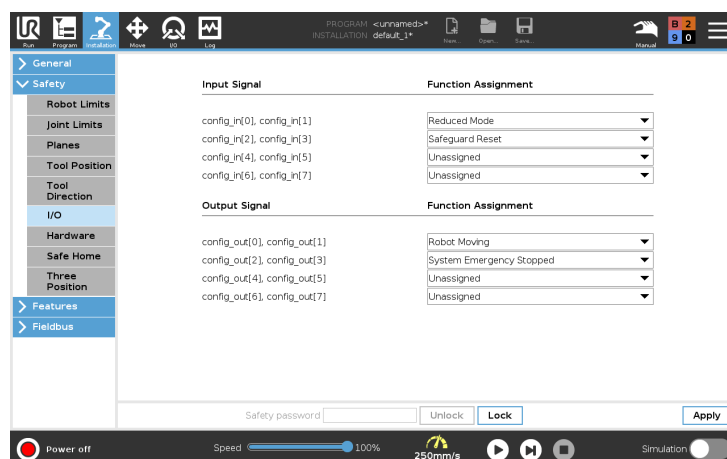 UR
PROGRAM <unnamed>*
INSTALLATION default_1*
Run Program Installation Move I/O Log New... Open... Save... Manual
B 2
9 0
General
Safety
Robot Limits
Joint Limits
Planes
Tool Position
Tool
Direction
I/O
Hardware
Safe Home
Three
Position
Features
Fieldbus
Input Signal Function Assignment
config_in[0], config_in[1] Reduced Mode
config_in[2], config_in[3] Safeguard Reset
config_in[4], config_in[5] Unassigned
config_in[6], config_in[7] Unassigned
Output Signal Function Assignment
config_out[0], config_out[1] Robot Moving
config_out[2], config_out[3] System Emergency Stopped
config_out[4], config_out[5] Unassigned
config_out[6], config_out[7] Unassigned
Safety password Unlock Lock Apply
Power off Speed 100% 250mm/s Simulation